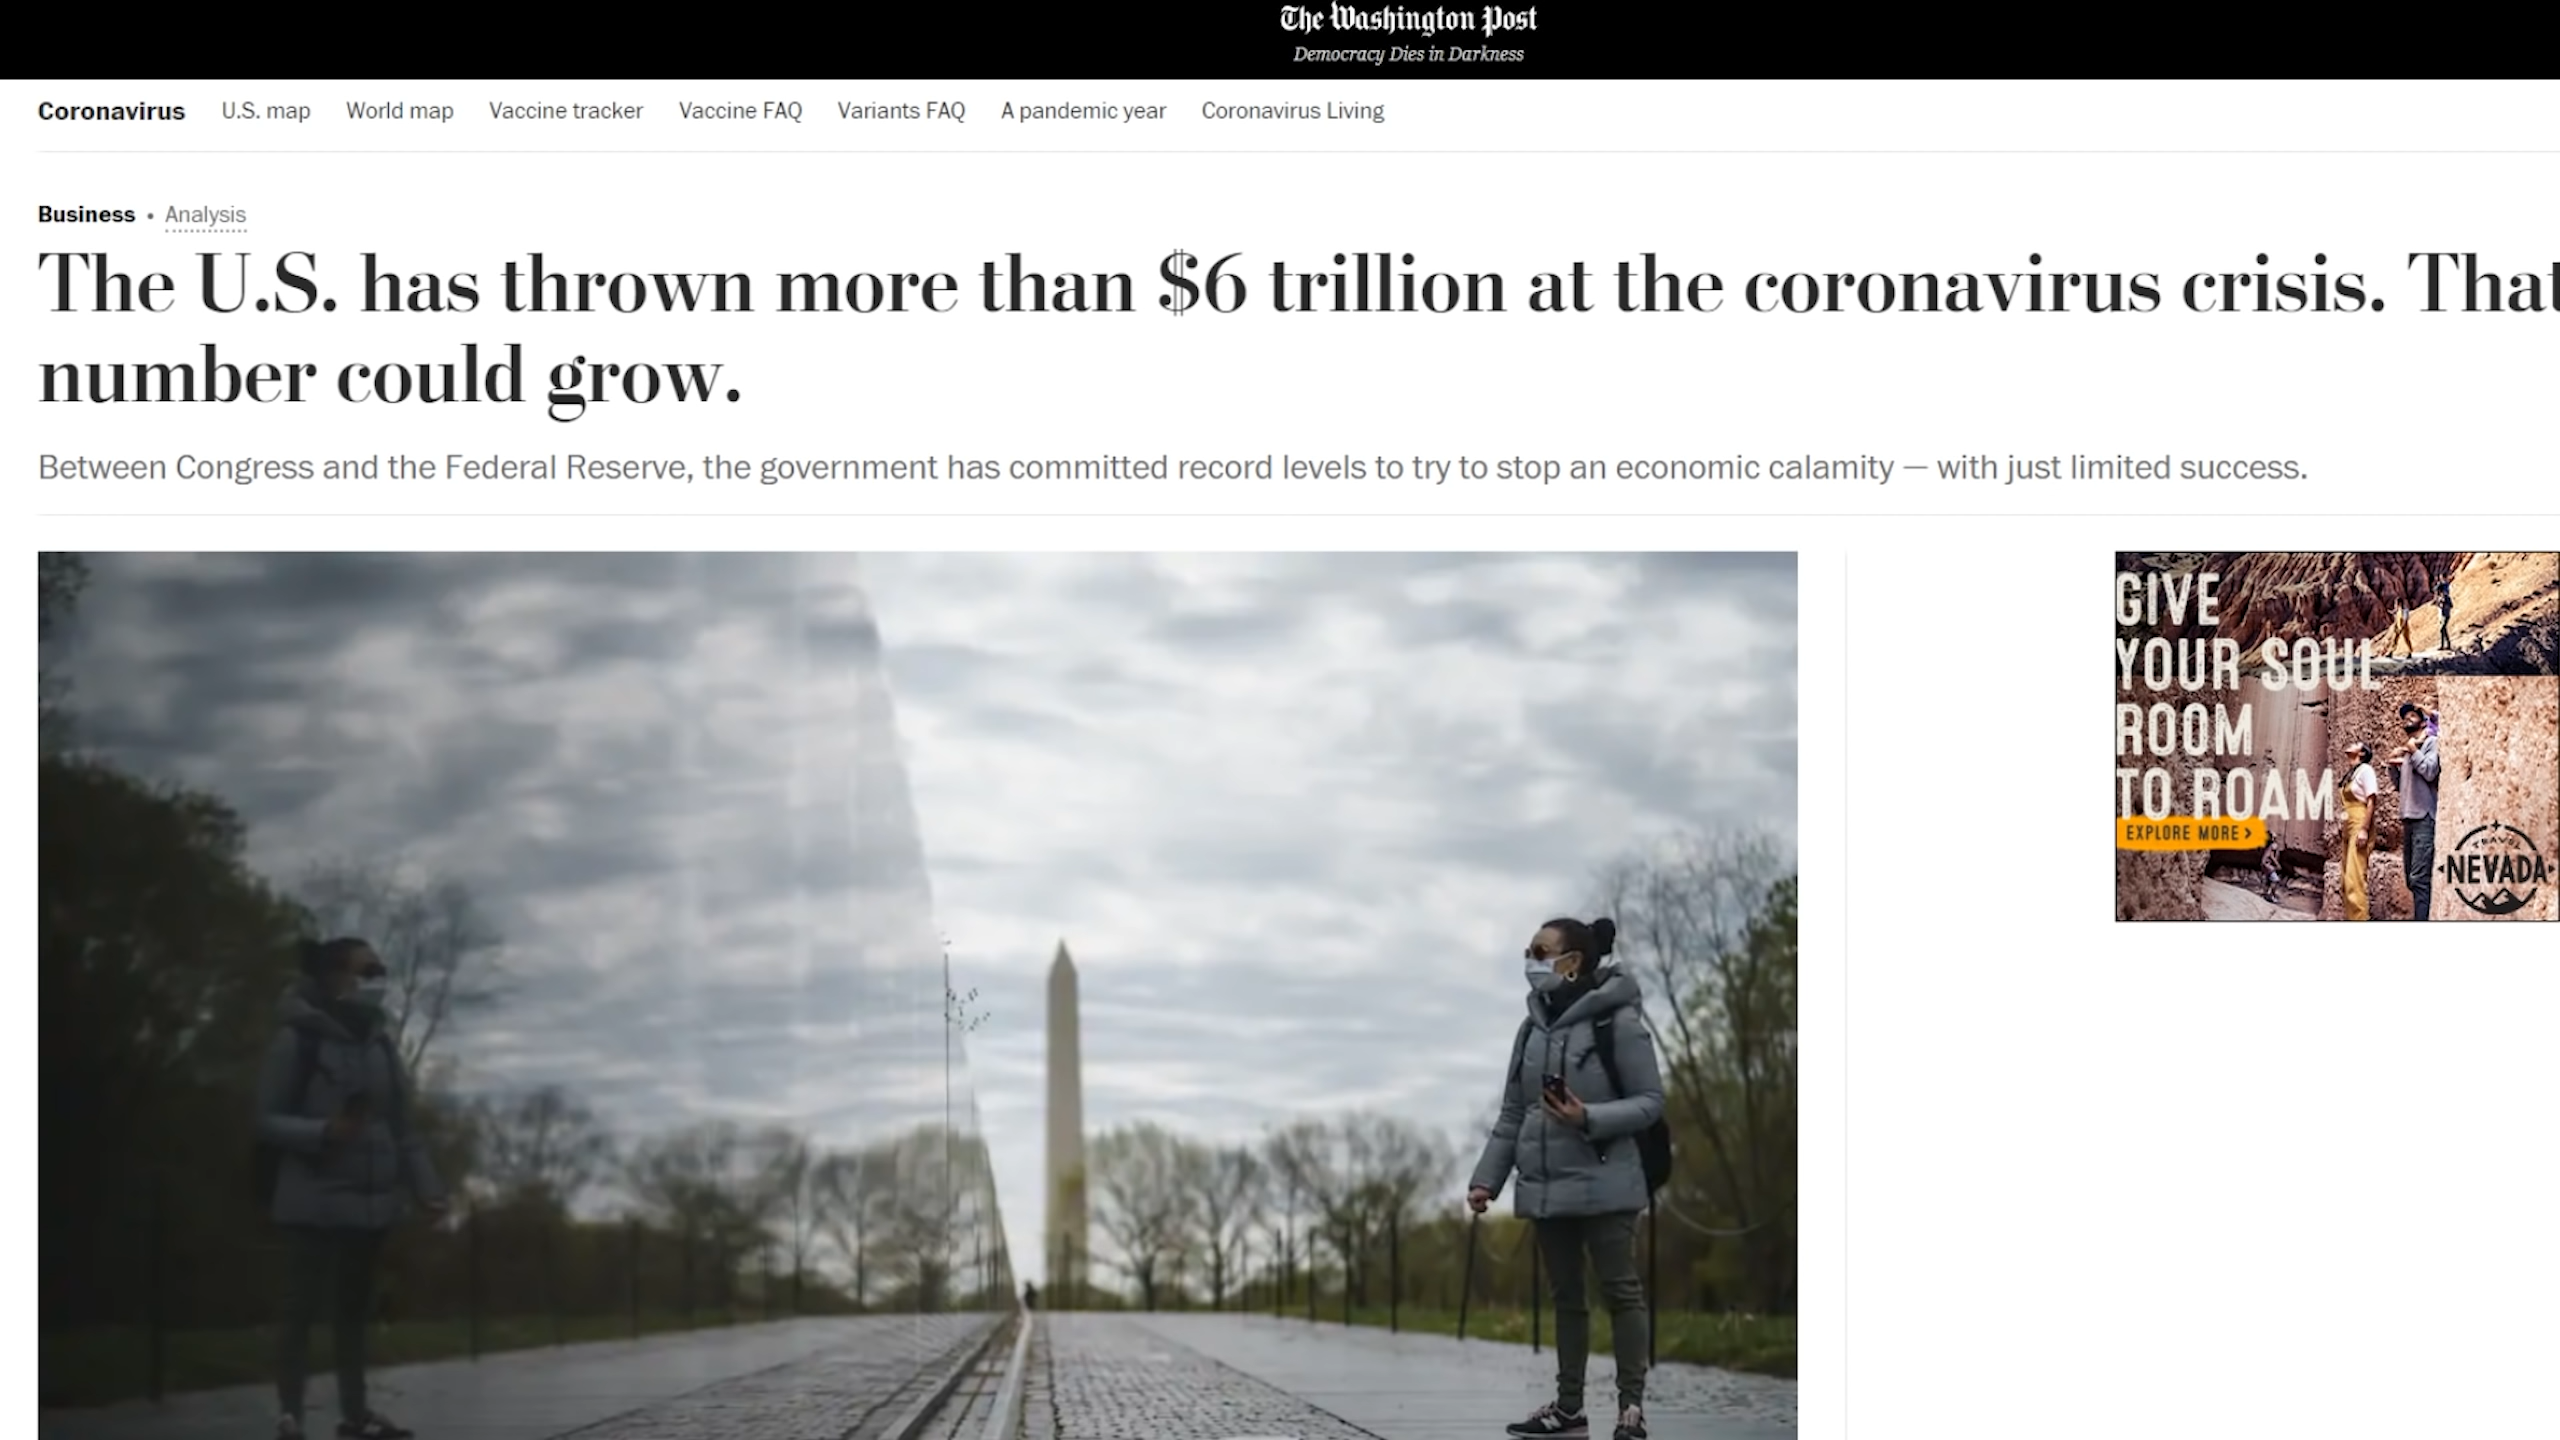 The Washington Post
Democracy Dies in Darkness
Coronavirus U.S. map World map Vaccine tracker Vaccine FAQ Variants FAQ A pandemic year Coronavirus Living
Business • Analysis
The U.S. has thrown more than $6 trillion at the coronavirus crisis. That
number could grow.
Between Congress and the Federal Reserve, the government has committed record levels to try to stop an economic calamity — with just limited success.
GIVE
YOUR SOUL
ROOM
TO ROAM.
EXPLORE MORE >
TRAVEL
NEVADA